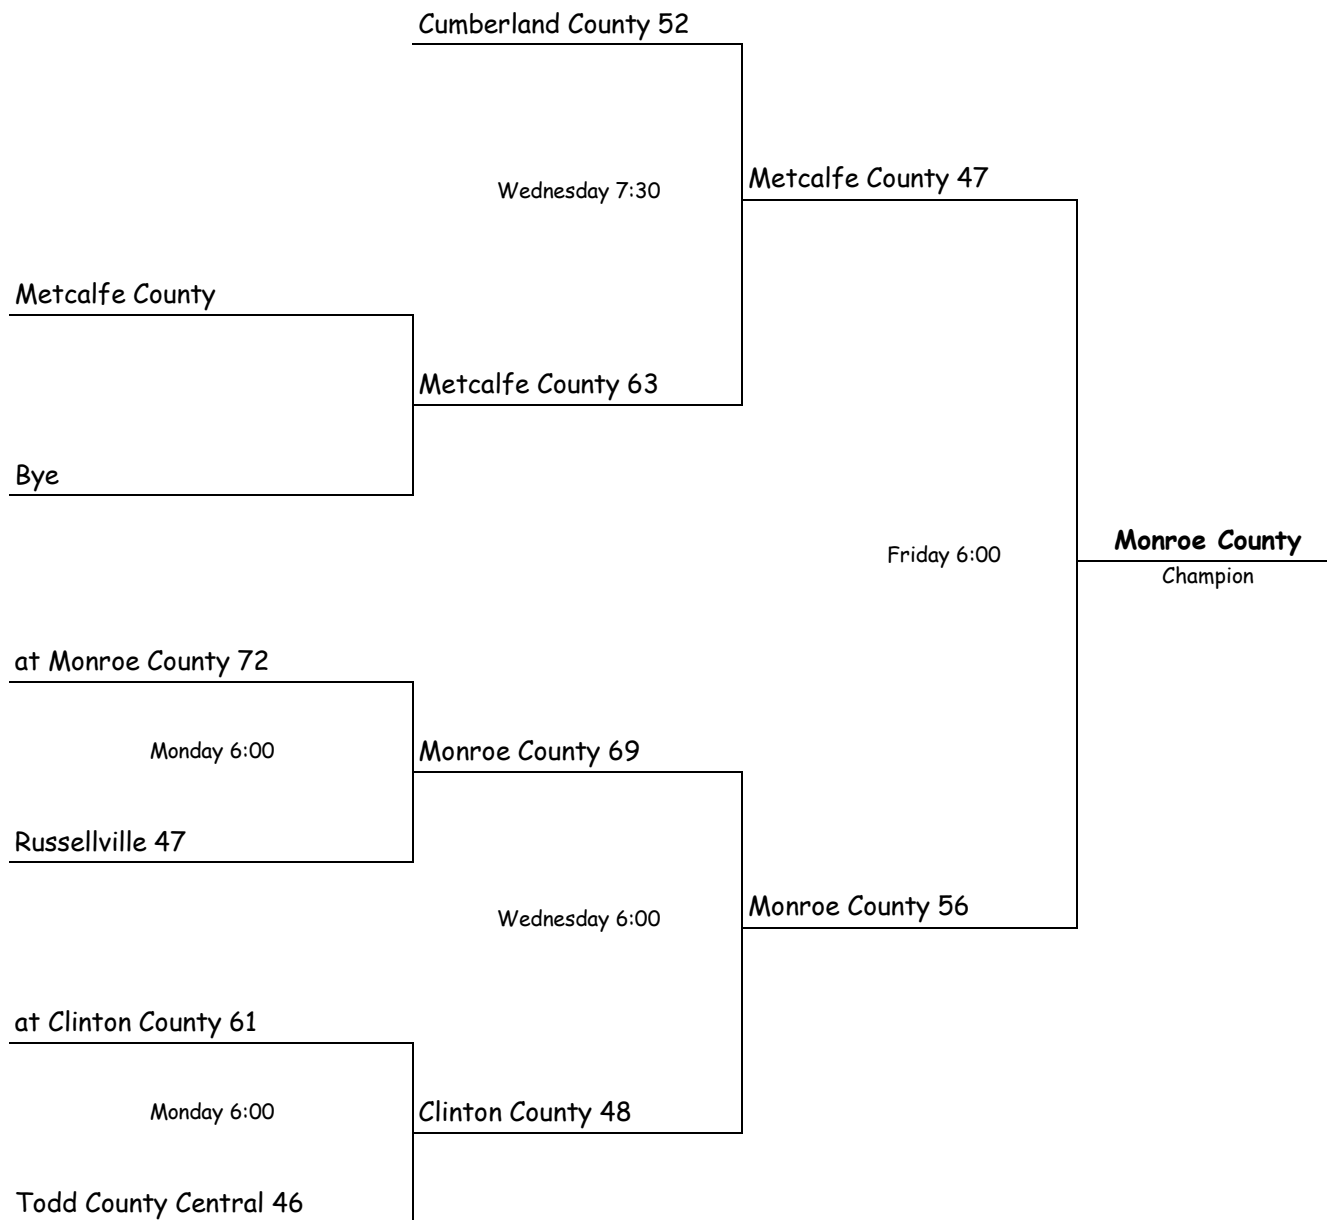 Cumberland County 52
Wednesday 7:30
Metcalfe County 47
Metcalfe County
Metcalfe County 63
Bye
Friday 6:00
Monroe County
Champion
at Monroe County 72
Monday 6:00
Monroe County 69
Russellville 47
Wednesday 6:00
Monroe County 56
at Clinton County 61
Monday 6:00
Clinton County 48
Todd County Central 46